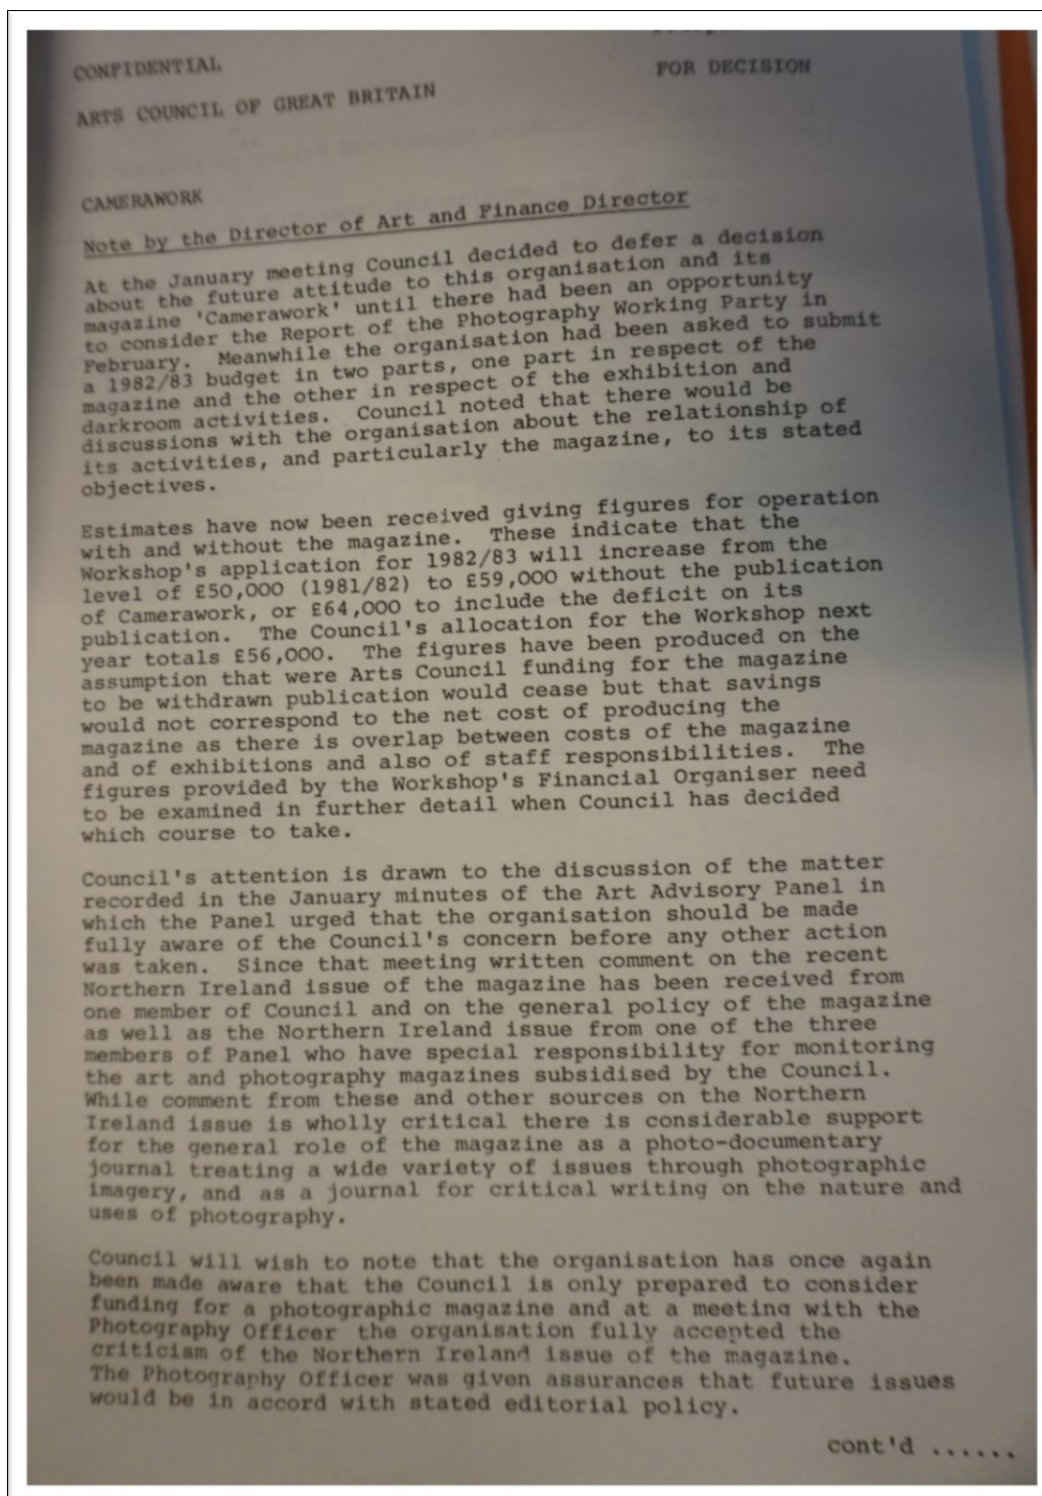 CONFIDENTIAL
FOR DECISION
ARTS COUNCIL OF GREAT BRITAIN
CAMERAWORK
Note by the Director of Art and Finance Director
At the January meeting Council decided to defer a decision
about the future attitude to this organisation and its
magazine 'Camerawork' until there had been an opportunity
to consider the Report of the Photography Working Party in
February. Meanwhile the organisation had been asked to submit
a 1982/83 budget in two parts, one part in respect of the
magazine and the other in respect of the exhibition and
darkroom activities. Council noted that there would be
discussions with the organisation about the relationship of
its activities, and particularly the magazine, to its stated
objectives.
Estimates have now been received giving figures for operation
with and without the magazine. These indicate that the
Workshop's application for 1982/83 will increase from the
level of £50,000 (1981/82) to £59,000 without the publication
of Camerawork, or £64,000 to include the deficit on its
publication. The Council's allocation for the Workshop next
year totals £56,000. The figures have been produced on the
assumption that were Arts Council funding for the magazine
to be withdrawn publication would cease but that savings
would not correspond to the net cost of producing the
magazine as there is overlap between costs of the magazine
and of exhibitions and also of staff responsibilities. The
figures provided by the Workshop's Financial Organiser need
to be examined in further detail when Council has decided
which course to take.
Council's attention is drawn to the discussion of the matter
recorded in the January minutes of the Art Advisory Panel in
which the Panel urged that the organisation should be made
fully aware of the Council's concern before any other action
was taken. Since that meeting written comment on the recent
Northern Ireland issue of the magazine has been received from
one member of Council and on the general policy of the magazine
as well as the Northern Ireland issue from one of the three
members of Panel who have special responsibility for monitoring
the art and photography magazines subsidised by the Council.
While comment from these and other sources on the Northern
Ireland issue is wholly critical there is considerable support
for the general role of the magazine as a photo-documentary
journal treating a wide variety of issues through photographic
imagery, and as a journal for critical writing on the nature and
uses of photography.
Council will wish to note that the organisation has once again
been made aware that the Council is only prepared to consider
funding for a photographic magazine and at a meeting with the
Photography Officer the organisation fully accepted the
criticism of the Northern Ireland issue of the magazine.
The Photography Officer was given assurances that future issues
would be in accord with stated editorial policy.
cont'd ......